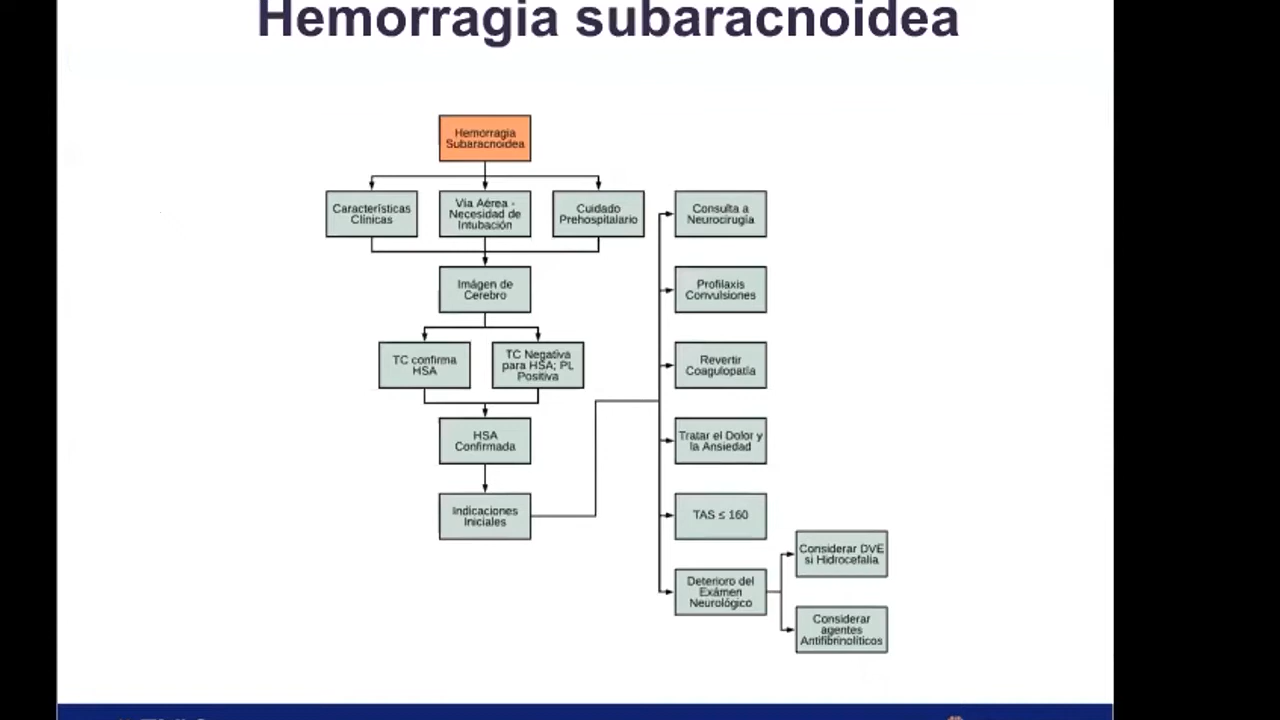 Hemorragia subaracnoidea
Hemorragia
Subaracnoidea
Características
Clínicas
Vía Aérea -
Necesidad de
Intubación
Cuidado
Prehospitalario
Imágen de
Cerebro
TC confirma
HSA
TC Negativa
para HSA; PL
Positiva
HSA
Confirmada
Indicaciones
Iniciales
Consulta a
Neurocirugía
Profilaxis
Convulsiones
Revertir
Coagulopatía
Tratar el Dolor y
la Ansiedad
TAS ≤ 160
Deterioro del
Exámen
Neurológico
Considerar DVE
si Hidrocefalia
Considerar
agentes
Antifibrinolíticos